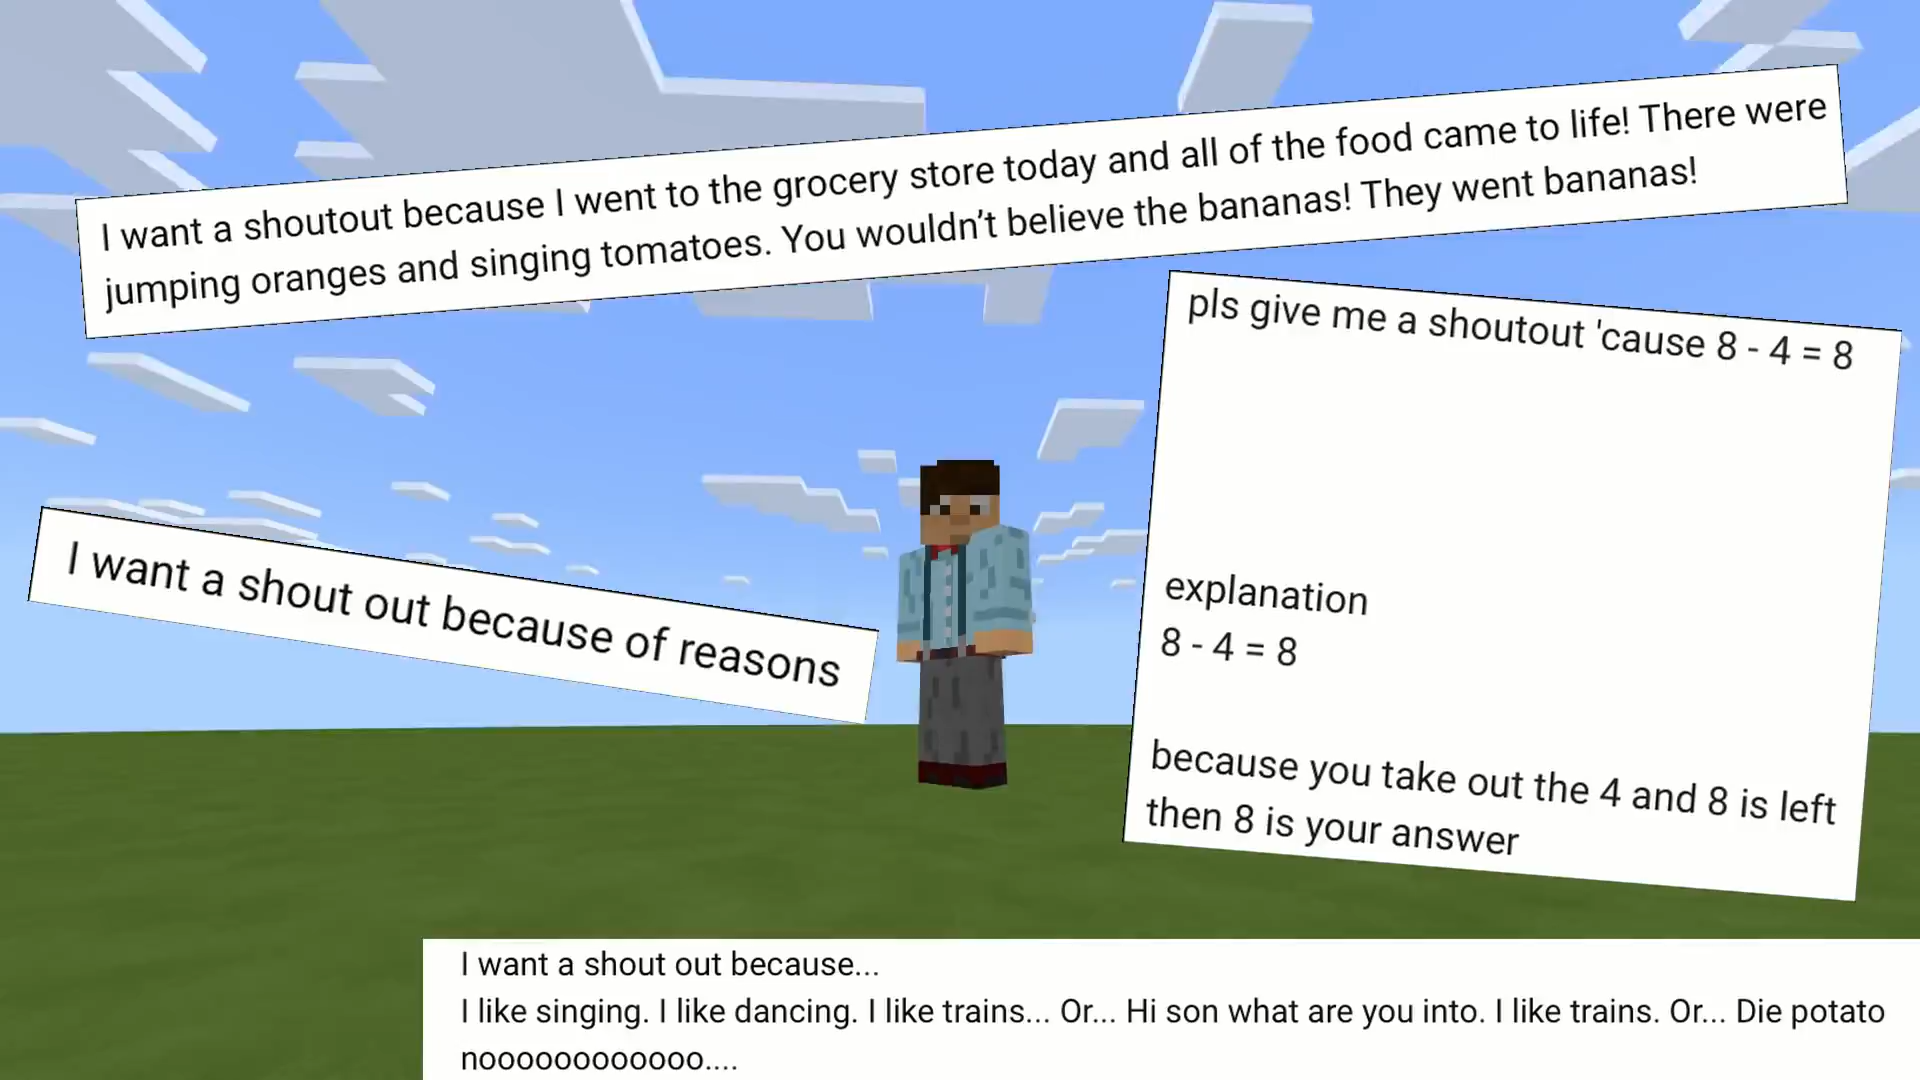 I want a shoutout because I went to the grocery store today and all of the food came to life! There were
jumping oranges and singing tomatoes. You wouldn't believe the bananas! They went bananas!
pls give me a shoutout 'cause 8 - 4 = 8
explanation
8 - 4 = 8
because you take out the 4 and 8 is left
then 8 is your answer
I want a shout out because of reasons
I want a shout out because...
I like singing. I like dancing. I like trains... Or... Hi son what are you into. I like trains. Or... Die potato
nooooooooooooo....